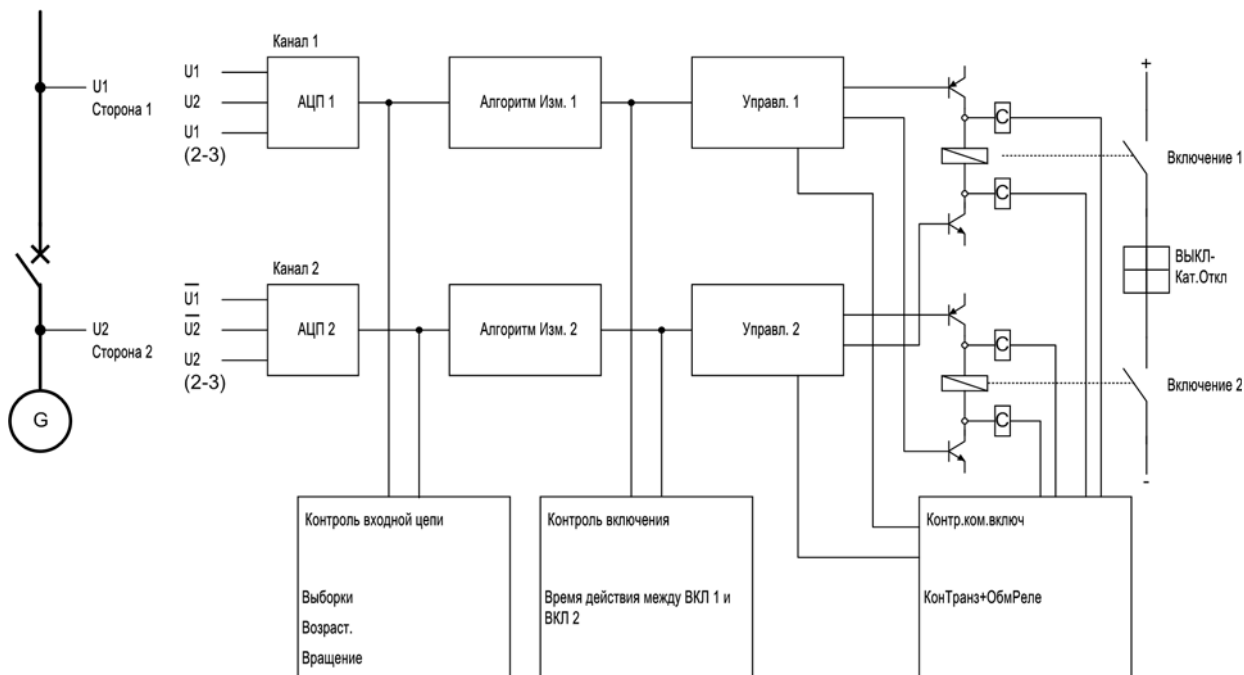 U1
Сторона 1
Канал 1
U1
U2
U1
(2-3)
АЦП 1
Алгоритм Изм. 1
Управл. 1
C
C
+
Включение 1
ВЫКЛ-
Кат.Откл
U2
Сторона 2
G
Канал 2
U̅1̅
U̅2̅
U2
(2-3)
АЦП 2
Алгоритм Изм. 2
Управл. 2
C
C
Включение 2
-
Контроль входной цепи
Выборки
Возраст.
Вращение
Контроль включения
Время действия между ВКЛ 1 и
ВКЛ 2
Контр.ком.включ
КонТранз+ОбмРеле